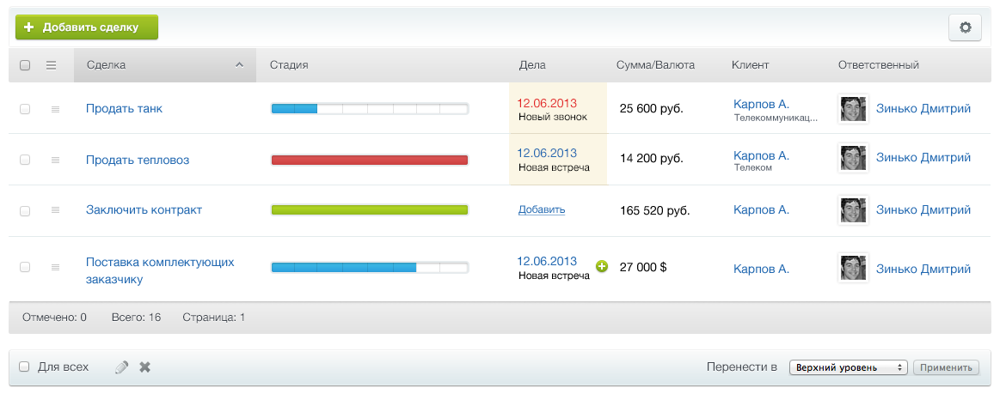 Добавить сделку
Сделка Стадия Дела Сумма/Валюта Клиент Ответственный
Продать танк 12.06.2013 25 600 руб. Карпов А. Зинько Дмитрий
Новый звонок Телекоммуникац...
Продать тепловоз 12.06.2013 14 200 руб. Карпов А. Зинько Дмитрий
Новая встреча Телеком
Заключить контракт Добавить 165 520 руб. Карпов А. Зинько Дмитрий
Поставка комплектующих 12.06.2013 27 000 $ Карпов А. Зинько Дмитрий
заказчику Новая встреча
Отмечено: 0 Всего: 16 Страница: 1
Для всех Перенести в Верхний уровень Применить